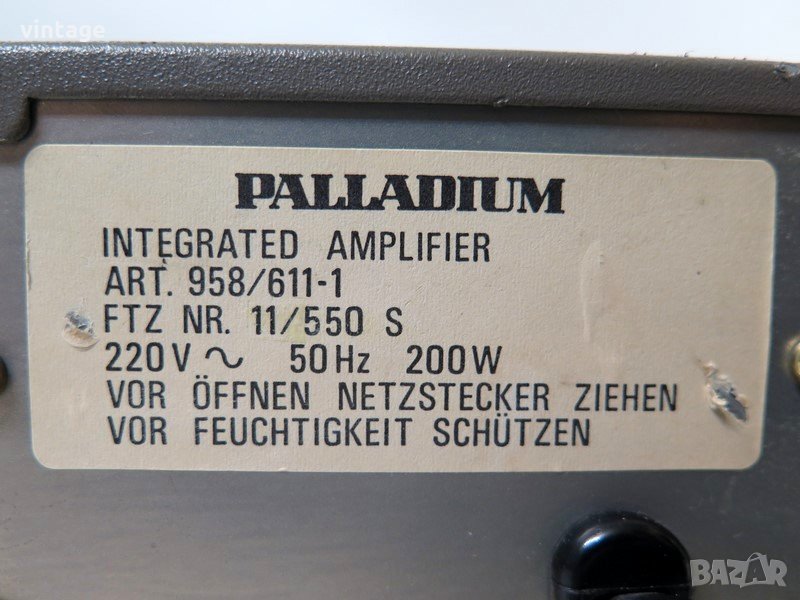 vintage
PALLADIUM
INTEGRATED AMPLIFIER
ART. 958/611-1
FTZ NR. 11/550 S
220V ~ 50Hz 200W
VOR ÖFFNEN NETZSTECKER ZIEHEN
VOR FEUCHTIGKEIT SCHÜTZEN
BAZAR